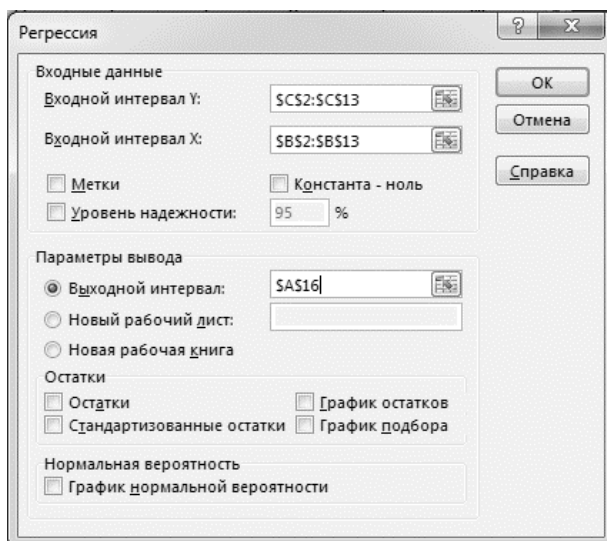 Регрессия
Входные данные
Входной интервал Y: $C$2:$C$13
Входной интервал X: $B$2:$B$13
Метки Константа - ноль
Уровень надежности: 95 %
OK
Отмена
Справка
Параметры вывода
Выходной интервал: $A$16
Новый рабочий лист:
Новая рабочая книга
Остатки
Остатки График остатков
Стандартизованные остатки График подбора
Нормальная вероятность
График нормальной вероятности